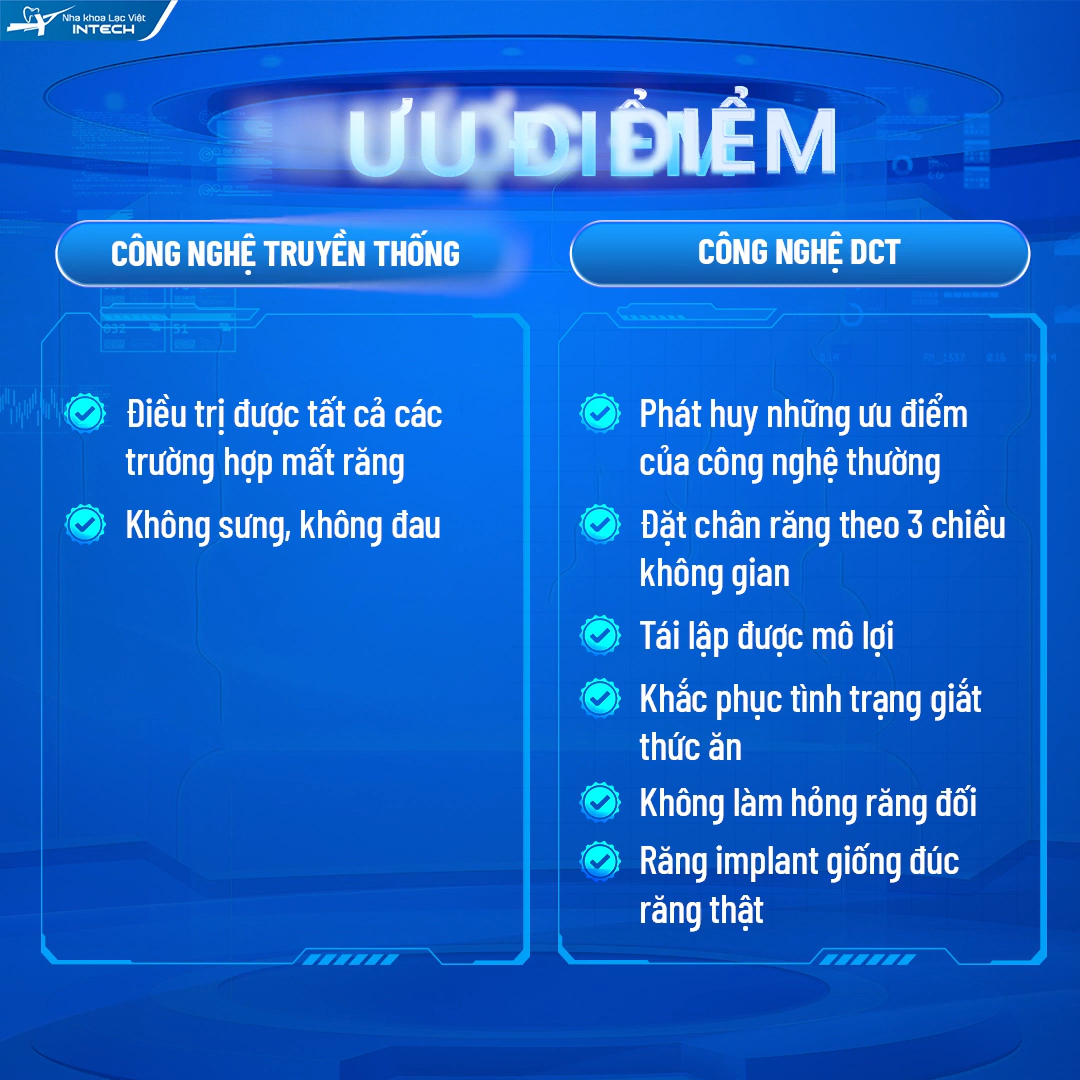 Nha khoa Lạc Việt
INTECH
ƯU ĐIỂM
CÔNG NGHỆ TRUYỀN THỐNG
Điều trị được tất cả các
trường hợp mất răng
Không sưng, không đau
CÔNG NGHỆ DCT
Phát huy những ưu điểm
của công nghệ thường
Đặt chân răng theo 3 chiều
không gian
Tái lập được mô lợi
Khắc phục tình trạng giắt
thức ăn
Không làm hỏng răng đối
Răng implant giống đúc
răng thật